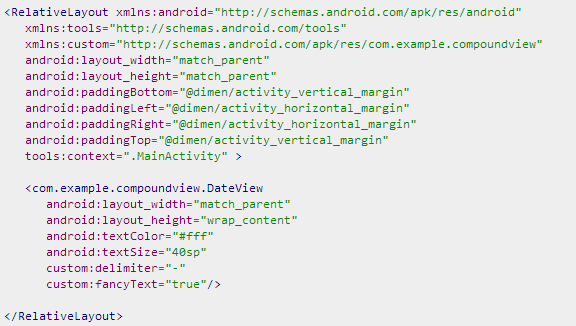 <RelativeLayout xmlns:android="http://schemas.android.com/apk/res/android"
    xmlns:tools="http://schemas.android.com/tools"
    xmlns:custom="http://schemas.android.com/apk/res/com.example.compoundview"
    android:layout_width="match_parent"
    android:layout_height="match_parent"
    android:paddingBottom="@dimen/activity_vertical_margin"
    android:paddingLeft="@dimen/activity_horizontal_margin"
    android:paddingRight="@dimen/activity_horizontal_margin"
    android:paddingTop="@dimen/activity_vertical_margin"
    tools:context=".MainActivity" >

    <com.example.compoundview.DateView
        android:layout_width="match_parent"
        android:layout_height="wrap_content"
        android:textColor="#fff"
        android:textSize="40sp"
        custom:delimiter="-"
        custom:fancyText="true"/>

</RelativeLayout>